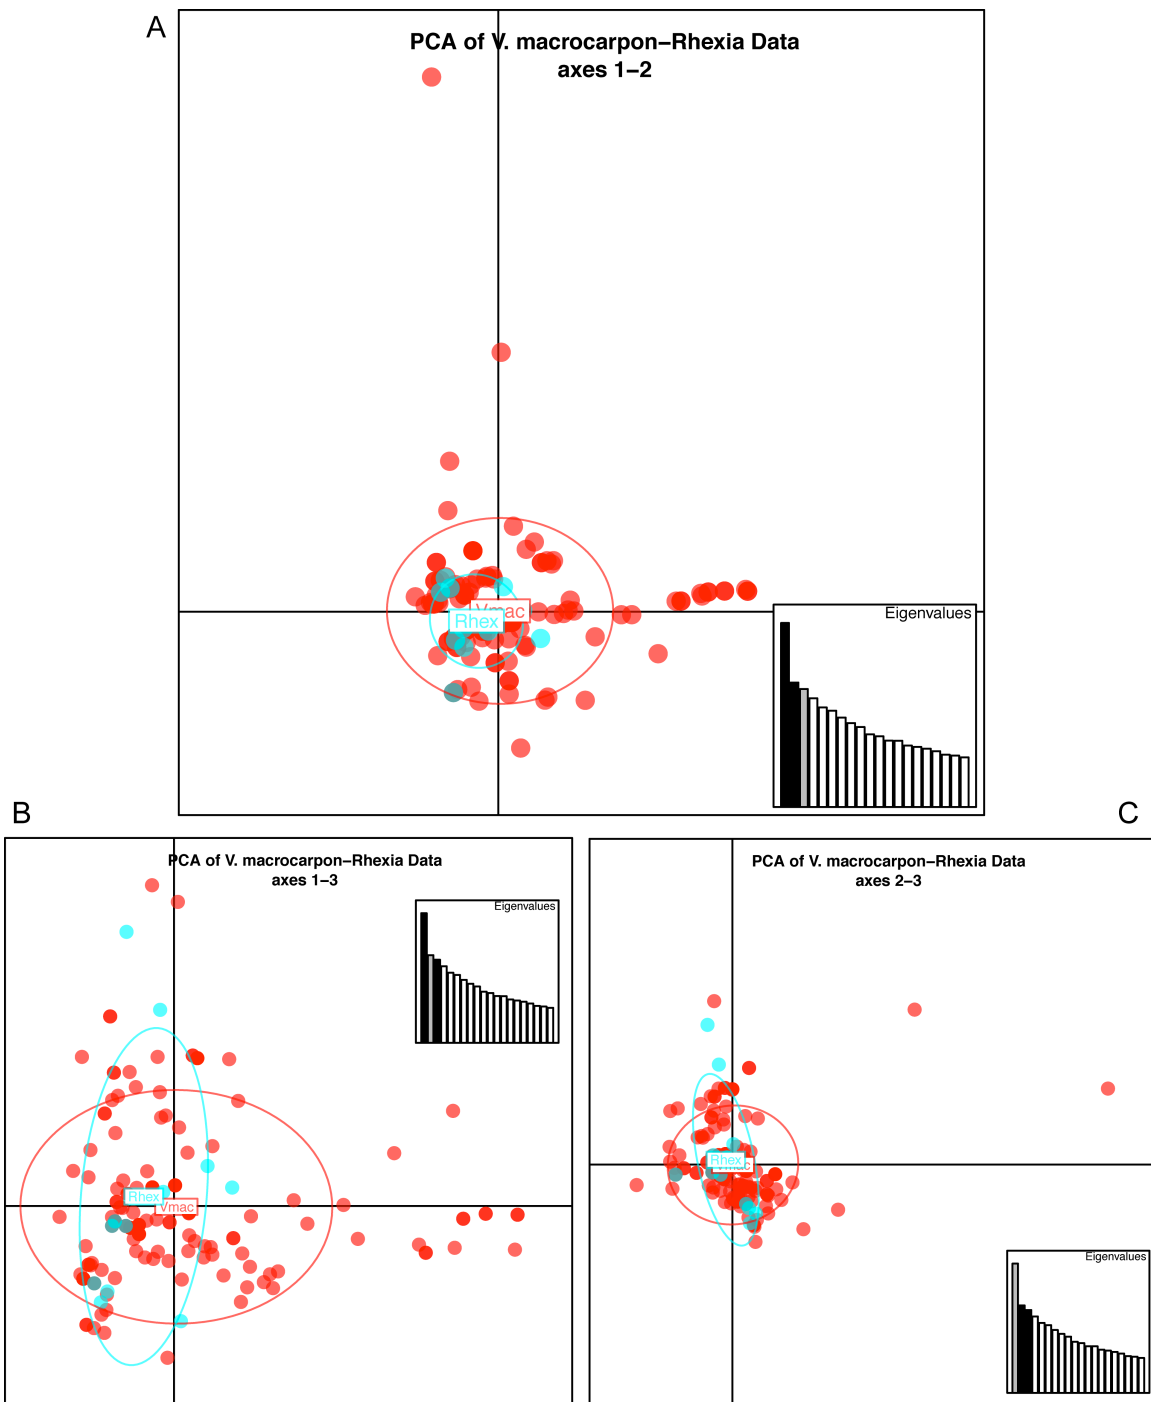 A
PCA of V. macrocarpon−Rhexia Data
axes 1−2
Vmac
Rhex
Eigenvalues
B
C
PCA of V. macrocarpon−Rhexia Data
axes 1−3
Eigenvalues
Rhex
Vmac
PCA of V. macrocarpon−Rhexia Data
axes 2−3
Rhex
Vmac
Eigenvalues